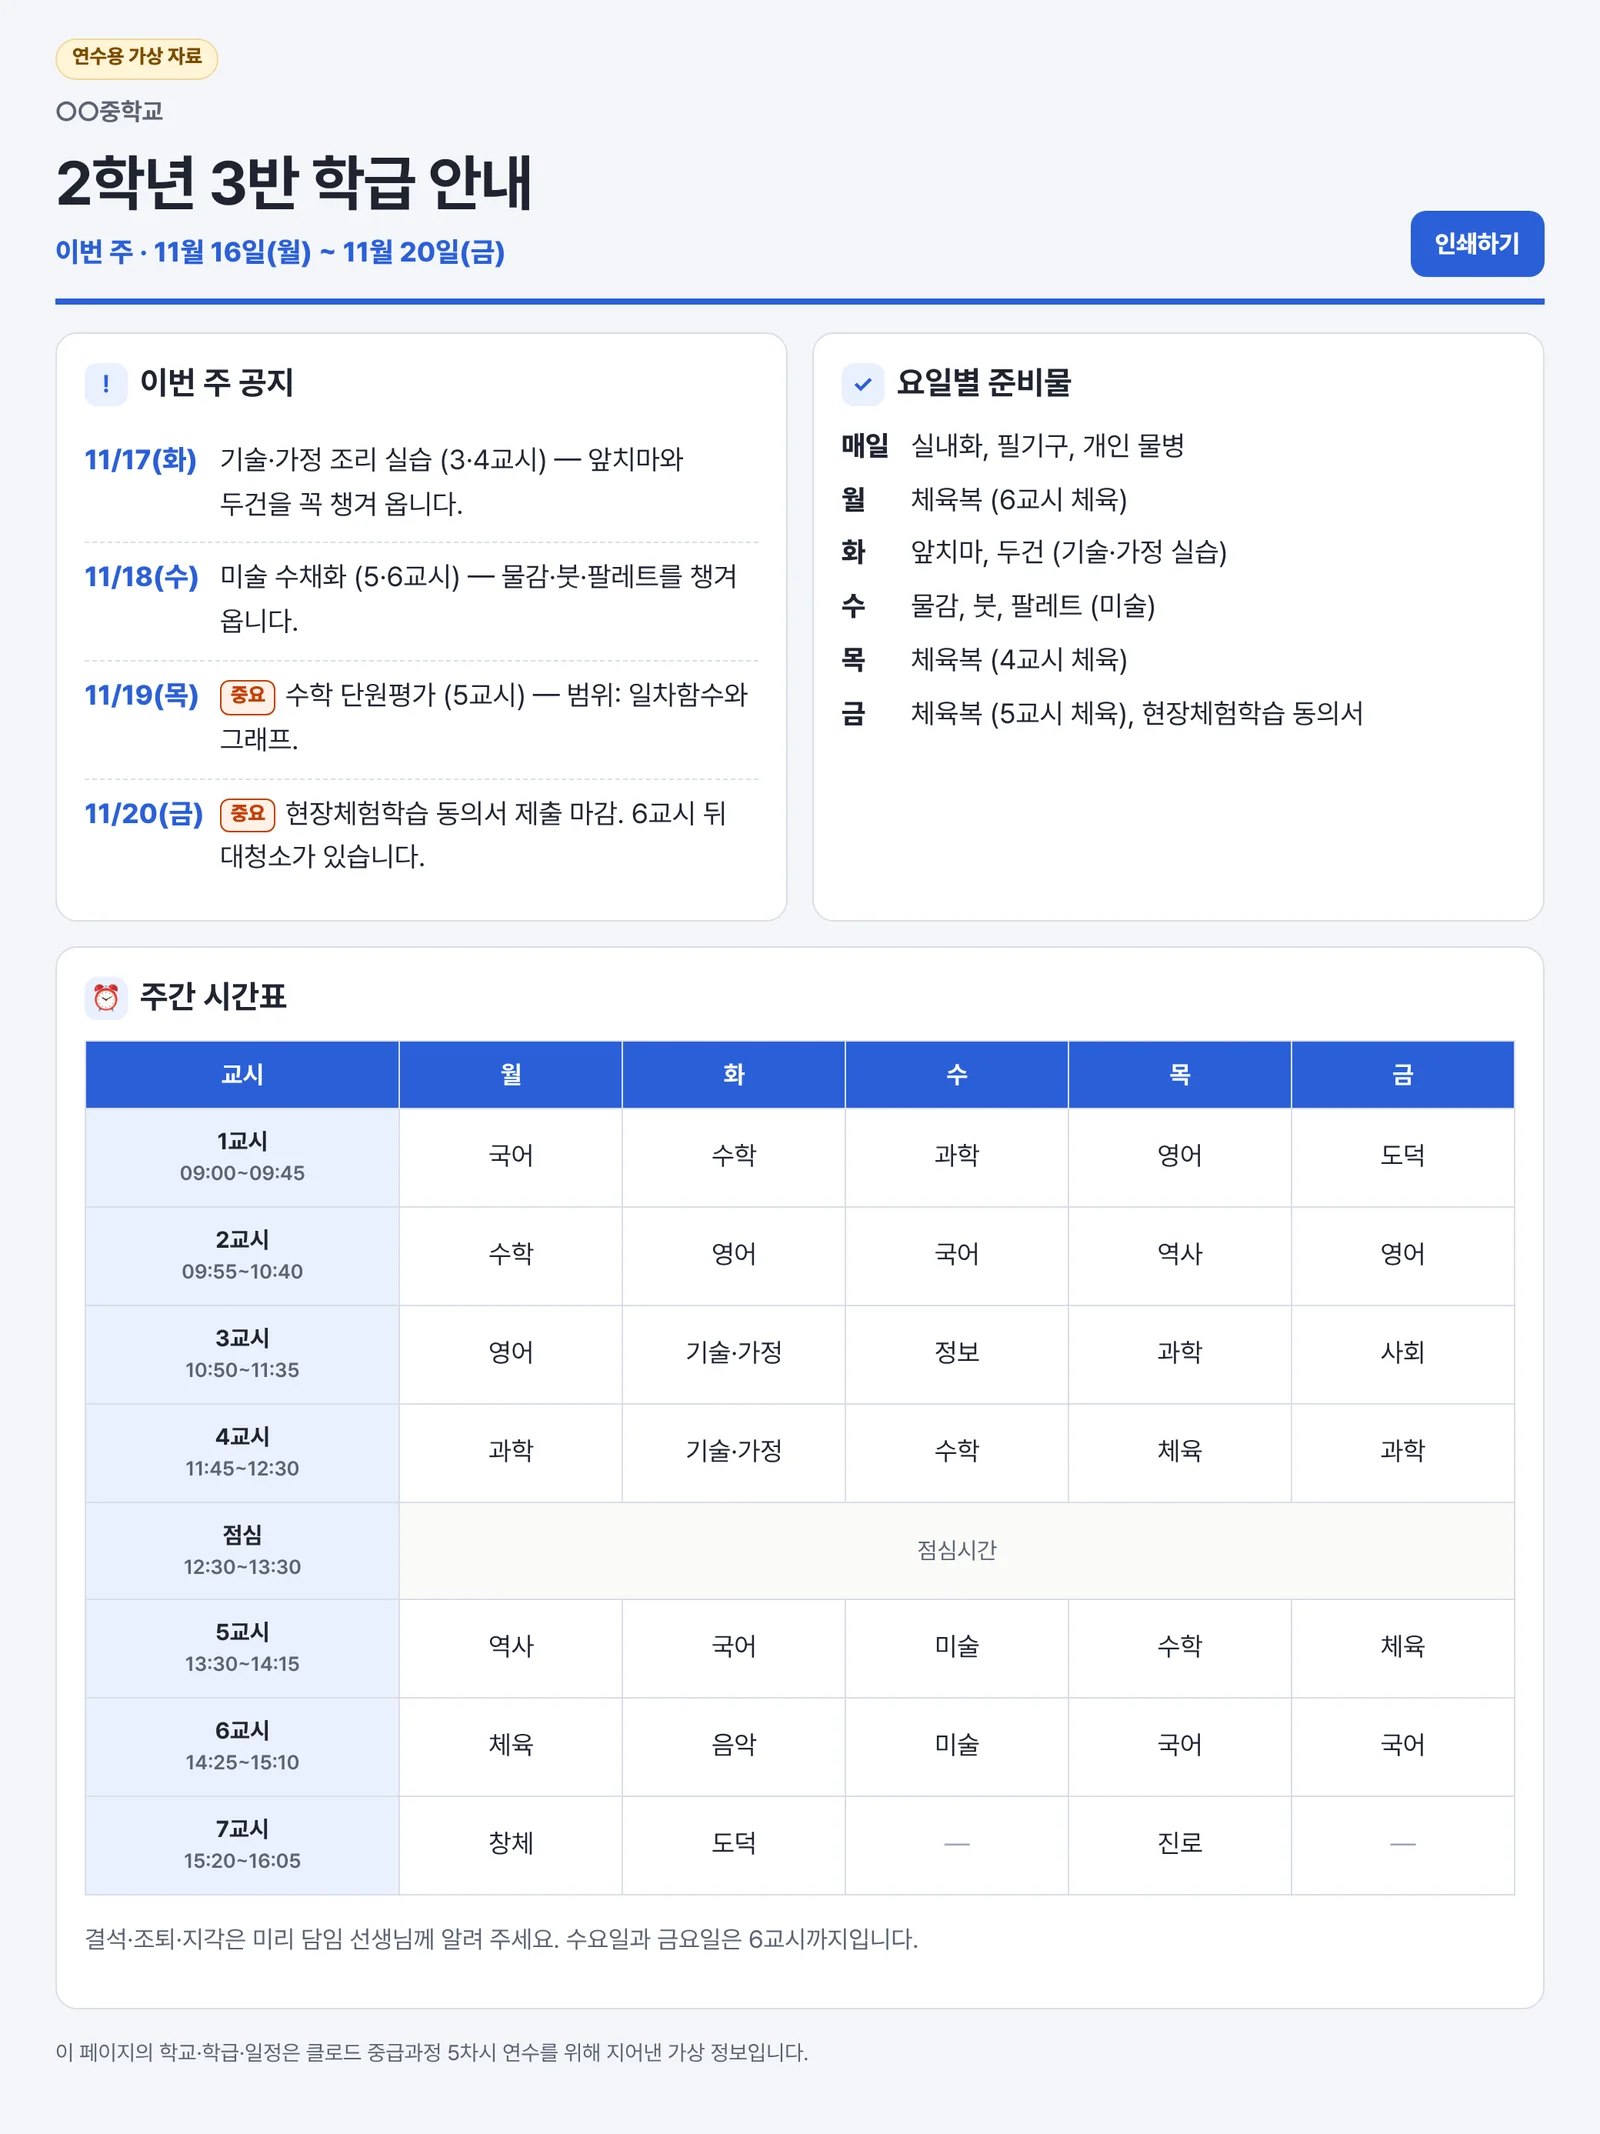 연수용 가상 자료
○○중학교
2학년 3반 학급 안내
이번 주 · 11월 16일(월) ~ 11월 20일(금)
인쇄하기
! 이번 주 공지
11/17(화) 기술·가정 조리 실습 (3·4교시) — 앞치마와
두건을 꼭 챙겨 옵니다.
11/18(수) 미술 수채화 (5·6교시) — 물감·붓·팔레트를 챙겨
옵니다.
11/19(목) 중요 수학 단원평가 (5교시) — 범위: 일차함수와
그래프.
11/20(금) 중요 현장체험학습 동의서 제출 마감. 6교시 뒤
대청소가 있습니다.
✓ 요일별 준비물
매일 실내화, 필기구, 개인 물병
월 체육복 (6교시 체육)
화 앞치마, 두건 (기술·가정 실습)
수 물감, 붓, 팔레트 (미술)
목 체육복 (4교시 체육)
금 체육복 (5교시 체육), 현장체험학습 동의서
⏰ 주간 시간표
교시 월 화 수 목 금
1교시
09:00~09:45
국어 수학 과학 영어 도덕
2교시
09:55~10:40
수학 영어 국어 역사 영어
3교시
10:50~11:35
영어 기술·가정 정보 과학 사회
4교시
11:45~12:30
과학 기술·가정 수학 체육 과학
점심
12:30~13:30
점심시간
5교시
13:30~14:15
역사 국어 미술 수학 체육
6교시
14:25~15:10
체육 음악 미술 국어 국어
7교시
15:20~16:05
창체 도덕 — 진로 —
결석·조퇴·지각은 미리 담임 선생님께 알려 주세요. 수요일과 금요일은 6교시까지입니다.
이 페이지의 학교·학급·일정은 클로드 중급과정 5차시 연수를 위해 지어낸 가상 정보입니다.